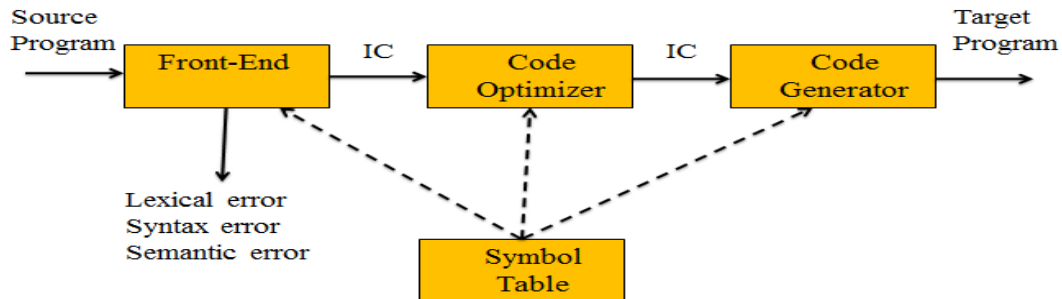 Source
Program
Front-End
IC
Code
Optimizer
IC
Code
Generator
Target
Program
Lexical error
Syntax error
Semantic error
Symbol
Table